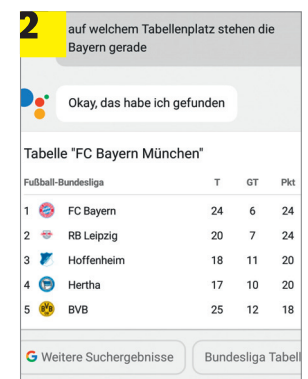 2
auf welchem Tabellenplatz stehen die
Bayern gerade
Okay, das habe ich gefunden
Tabelle "FC Bayern München"
Fußball-Bundesliga T GT Pkt
1 FC Bayern 24 6 24
2 RB Leipzig 20 7 24
3 Hoffenheim 18 11 20
4 Hertha 17 10 20
5 BVB 25 12 18
G Weitere Suchergebnisse Bundesliga Tabell